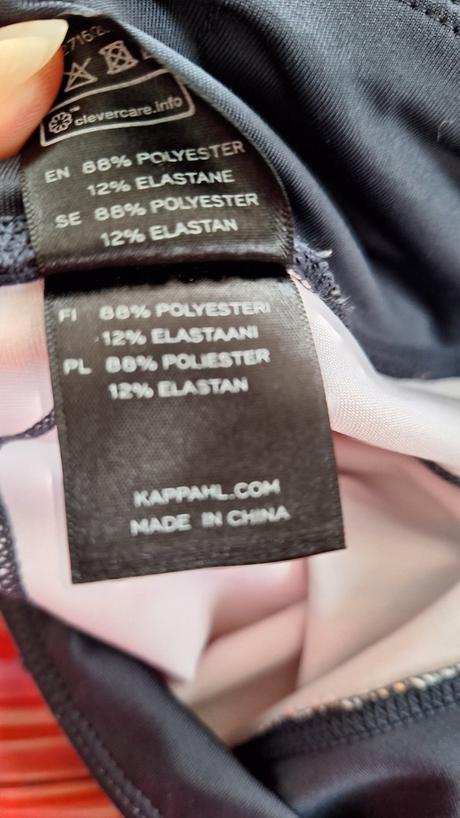 clevercare.info
EN 88% POLYESTER
12% ELASTANE
SE 88% POLYESTER
12% ELASTAN
FI 88% POLYESTERI
12% ELASTAANI
PL 88% POLIESTER
12% ELASTAN
KAPPAHL.COM
MADE IN CHINA